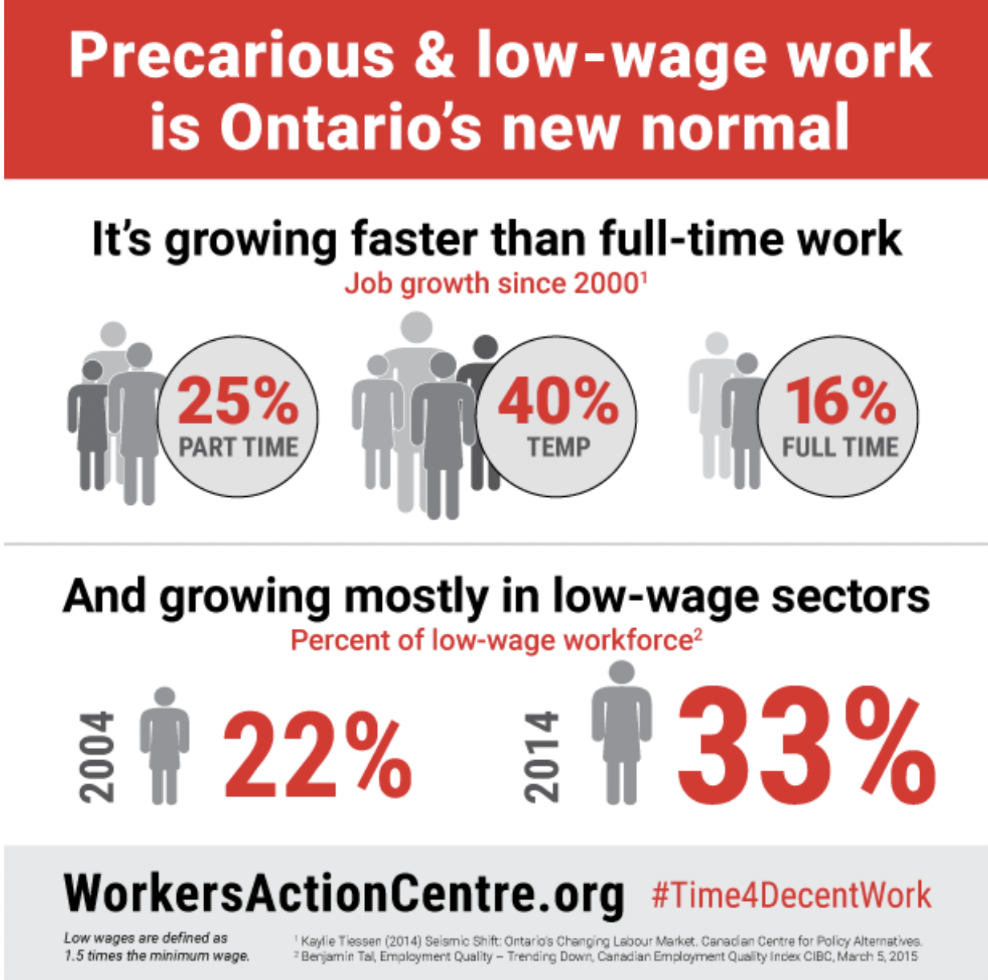 Precarious & low-wage work
is Ontario's new normal
It's growing faster than full-time work
Job growth since 2000¹
25%
PART TIME
40%
TEMP
16%
FULL TIME
And growing mostly in low-wage sectors
Percent of low-wage workforce²
2004
22%
2014
33%
WorkersActionCentre.org #Time4DecentWork
Low wages are defined as
1.5 times the minimum wage.
¹ Kaylie Tiessen (2014) Seismic Shift: Ontario's Changing Labour Market. Canadian Centre for Policy Alternatives.
² Benjamin Tal, Employment Quality – Trending Down, Canadian Employment Quality Index CIBC, March 5, 2015